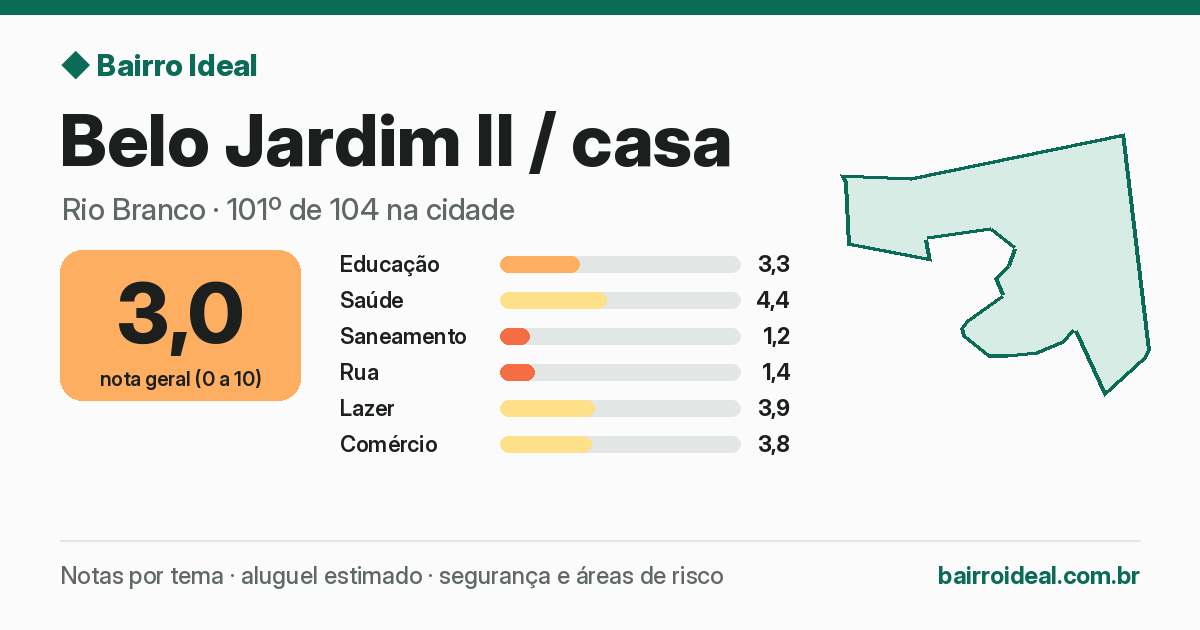 Bairro Ideal
Belo Jardim II / casa
Rio Branco · 101º de 104 na cidade
3,0
nota geral (0 a 10)
Educação 3,3
Saúde 4,4
Saneamento 1,2
Rua 1,4
Lazer 3,9
Comércio 3,8
Notas por tema · aluguel estimado · segurança e áreas de risco
bairroideal.com.br